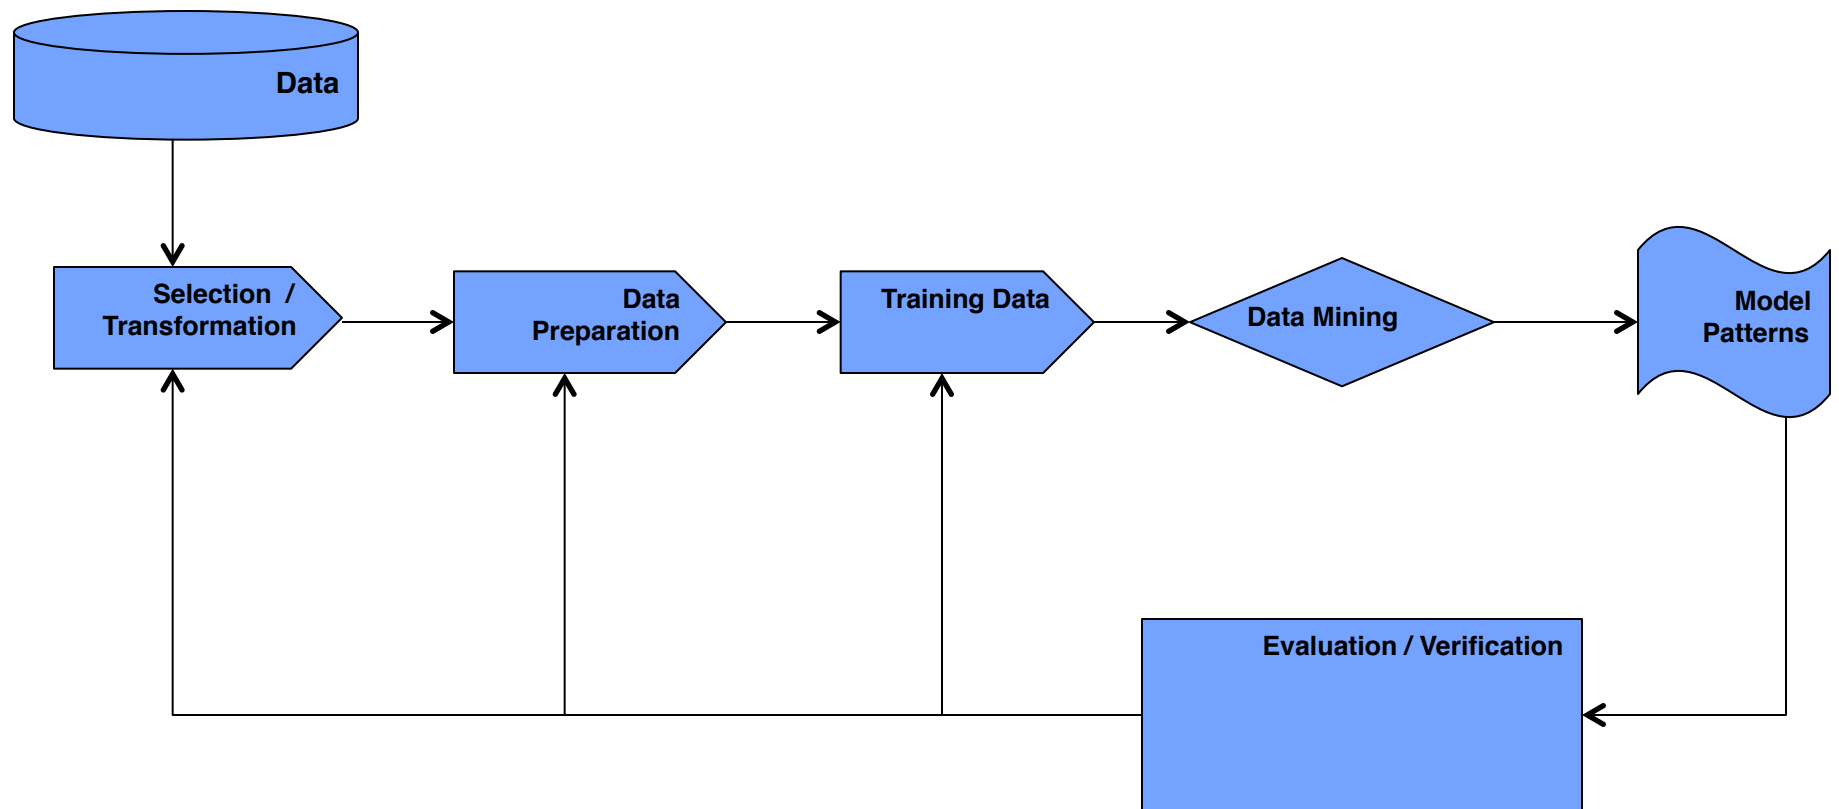 Data
Selection /
Transformation
Data
Preparation
Training Data
Data Mining
Model
Patterns
Evaluation / Verification